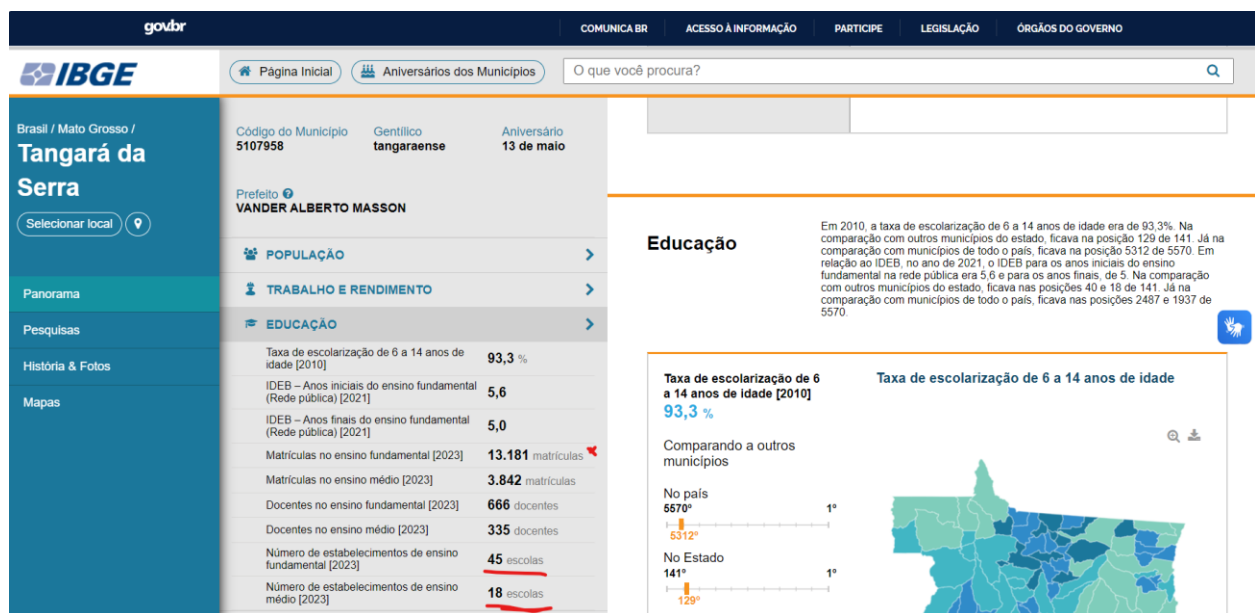 govbr
COMUNICA BR
ACESSO À INFORMAÇÃO
PARTICIPE
LEGISLAÇÃO
ÓRGÃOS DO GOVERNO
IBGE
Página Inicial
Aniversários dos Municípios
O que você procura?
Brasil / Mato Grosso /
Tangará da
Serra
Selecionar local
Panorama
Pesquisas
História & Fotos
Mapas
Código do Município
5107958
Gentílico
tangaraense
Aniversário
13 de maio
Prefeito
VANDER ALBERTO MASSON
POPULAÇÃO
TRABALHO E RENDIMENTO
EDUCAÇÃO
Taxa de escolarização de 6 a 14 anos de
idade [2010]
93,3 %
IDEB – Anos iniciais do ensino fundamental
(Rede pública) [2021]
5,6
IDEB – Anos finais do ensino fundamental
(Rede pública) [2021]
5,0
Matrículas no ensino fundamental [2023]
13.181 matrículas
Matrículas no ensino médio [2023]
3.842 matrículas
Docentes no ensino fundamental [2023]
666 docentes
Docentes no ensino médio [2023]
335 docentes
Número de estabelecimentos de ensino
fundamental [2023]
45 escolas
Número de estabelecimentos de ensino
médio [2023]
18 escolas
Educação
Em 2010, a taxa de escolarização de 6 a 14 anos de idade era de 93,3%. Na
comparação com outros municípios do estado, ficava na posição 129 de 141. Já na
comparação com municípios de todo o país, ficava na posição 5312 de 5570. Em
relação ao IDEB, no ano de 2021, o IDEB para os anos iniciais do ensino
fundamental na rede pública era 5,6 e para os anos finais, de 5. Na comparação
com outros municípios do estado, ficava nas posições 40 e 18 de 141. Já na
comparação com municípios de todo o país, ficava nas posições 2487 e 1937 de
5570.
Taxa de escolarização de 6
a 14 anos de idade [2010]
93,3 %
Comparando a outros
municípios
No país
5570º 1º
5312º
No Estado
141º 1º
129º
Taxa de escolarização de 6 a 14 anos de idade